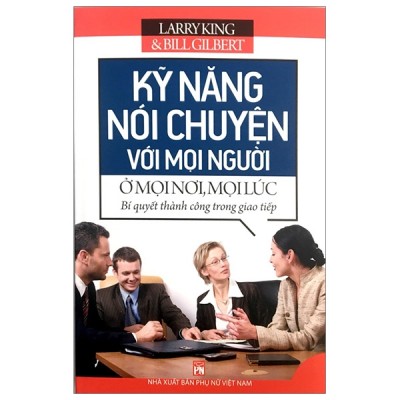 LARRY KING
& BILL GILBERT
KỸ NĂNG
NÓI CHUYỆN
VỚI MỌI NGƯỜI
Ở MỌI NƠI, MỌI LÚC
Bí quyết thành công trong giao tiếp
PN
NHÀ XUẤT BẢN PHỤ NỮ VIỆT NAM